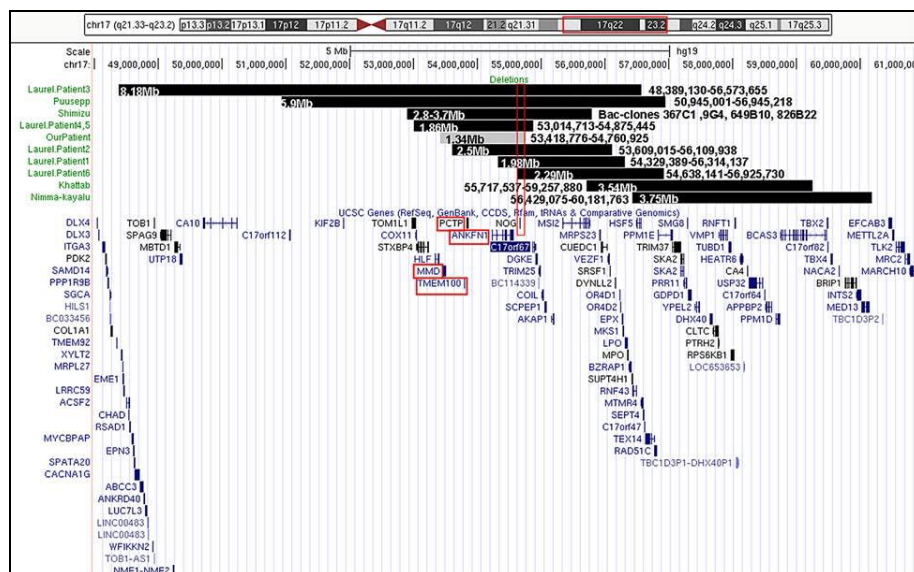 chr17 (q21.33-q23.2) p13.3 p13.2 17p13.1 17p12 17p11.2 17q11.2 17q12 21.2 q21.31 17q22 23.2 q24.2 q24.3 q25.1 17q25.3
Scale 5 Mb hg19
chr17: 49,000,000 50,000,000 51,000,000 52,000,000 53,000,000 54,000,000 55,000,000 56,000,000 57,000,000 58,000,000 59,000,000 60,000,000 61,000,0
Deletions
Laurel.Patient3 8.18Mb 48,389,130-56,573,655
Puusepp 5.9Mb 50,945,001-56,945,218
Shimizu 2.8-3.7Mb Bac-clones 367C1 ,9G4, 649B10, 826B22
Laurel.Patient4,5 1.86Mb 53,014,713-54,875,445
OurPatient 1.34Mb 53,418,776-54,760,925
Laurel.Patient2 2.5Mb 53,609,015-56,109,938
Laurel.Patient1 1.98Mb 54,329,389-56,314,137
Laurel.Patient6 2.29Mb 54,638,141-56,925,730
Khattab 55,717,537-59,257,880 3.54Mb
Nimma-kayalu 56,429,075-60,181,763 3.75Mb
UCSC Genes (RefSeq, GenBank, CCDS, Rfam, tRNAs & Comparative Genomics)
DLX4 TOB1 CA10 KIF2B TOM1L1 PCTP NOG MSI2 HSF5 SMG8 RNFT1 TBX2 EFCAB3
DLX3 SPAG9 C17orf112 COX11 ANKFN1 MRPS23 PPM1E VMP1 BCAS3 METTL2A
ITGA3 MBTD1 STXBP4 C17orf67 CUEDC1 TRIM37 TUBD1 C17orf82 TLK2
PDK2 UTP18 HLF DGKE VEZF1 SKA2 HEATR6 TBX4 MRC2
SAMD14 MMD TRIM25 SRSF1 SKA2 CA4 NACA2 MARCH10
PPP1R9B TMEM100 BC114339 DYNLL2 PRR11 USP32 BRIP1
SGCA COIL OR4D1 GDPD1 C17orf64 INTS2
HILS1 SCPEP1 OR4D2 YPEL2 APPBP2 MED13
BC033456 AKAP1 EPX DHX40 PPM1D TBC1D3P2
COL1A1 MKS1 CLTC
TMEM92 LPO PTRH2
XYLT2 MPO RPS6KB1
MRPL27 BZRAP1 LOC653653
EME1 SUPT4H1
LRRC59 RNF43
ACSF2 MTMR4
CHAD SEPT4
RSAD1 C17orf47
MYCBPAP TEX14
EPN3 RAD51C
SPATA20 TBC1D3P1-DHX40P1
CACNA1G
ABCC3
ANKRD40
LUC7L3
LINC00483
LINC00483
WFIKKN2
TOB1-AS1
NME1-NME2